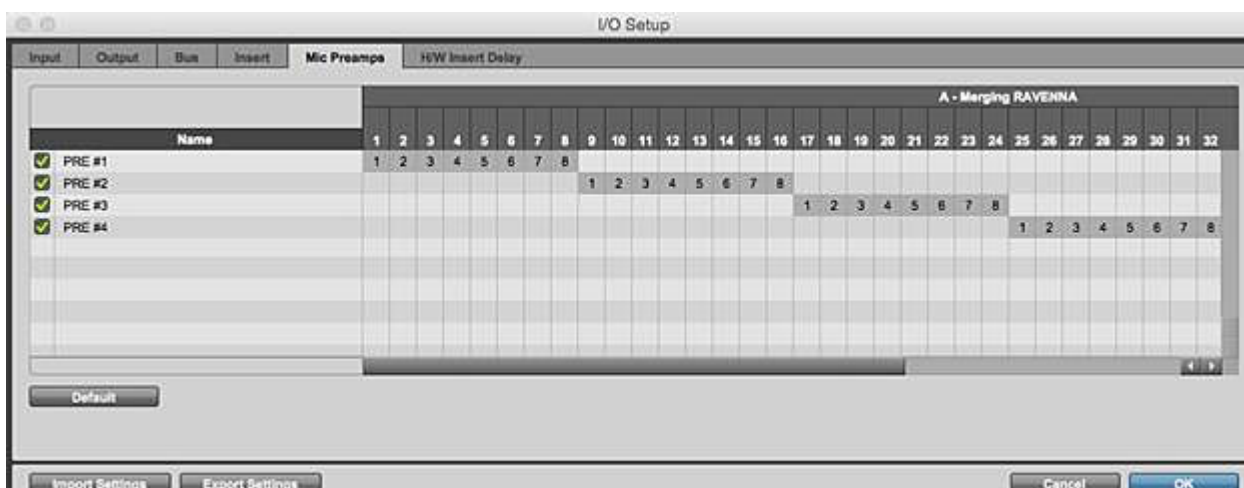 I/O Setup
Input Output Bus Insert Mic Preamps H/W Insert Delay
A - Merging RAVENNA
Name 1 2 3 4 5 6 7 8 9 10 11 12 13 14 15 16 17 18 19 20 21 22 23 24 25 26 27 28 29 30 31 32
PRE #1 1 2 3 4 5 6 7 8
PRE #2 1 2 3 4 5 6 7 8
PRE #3 1 2 3 4 5 6 7 8
PRE #4 1 2 3 4 5 6 7 8
Default
Import Settings Export Settings Cancel OK